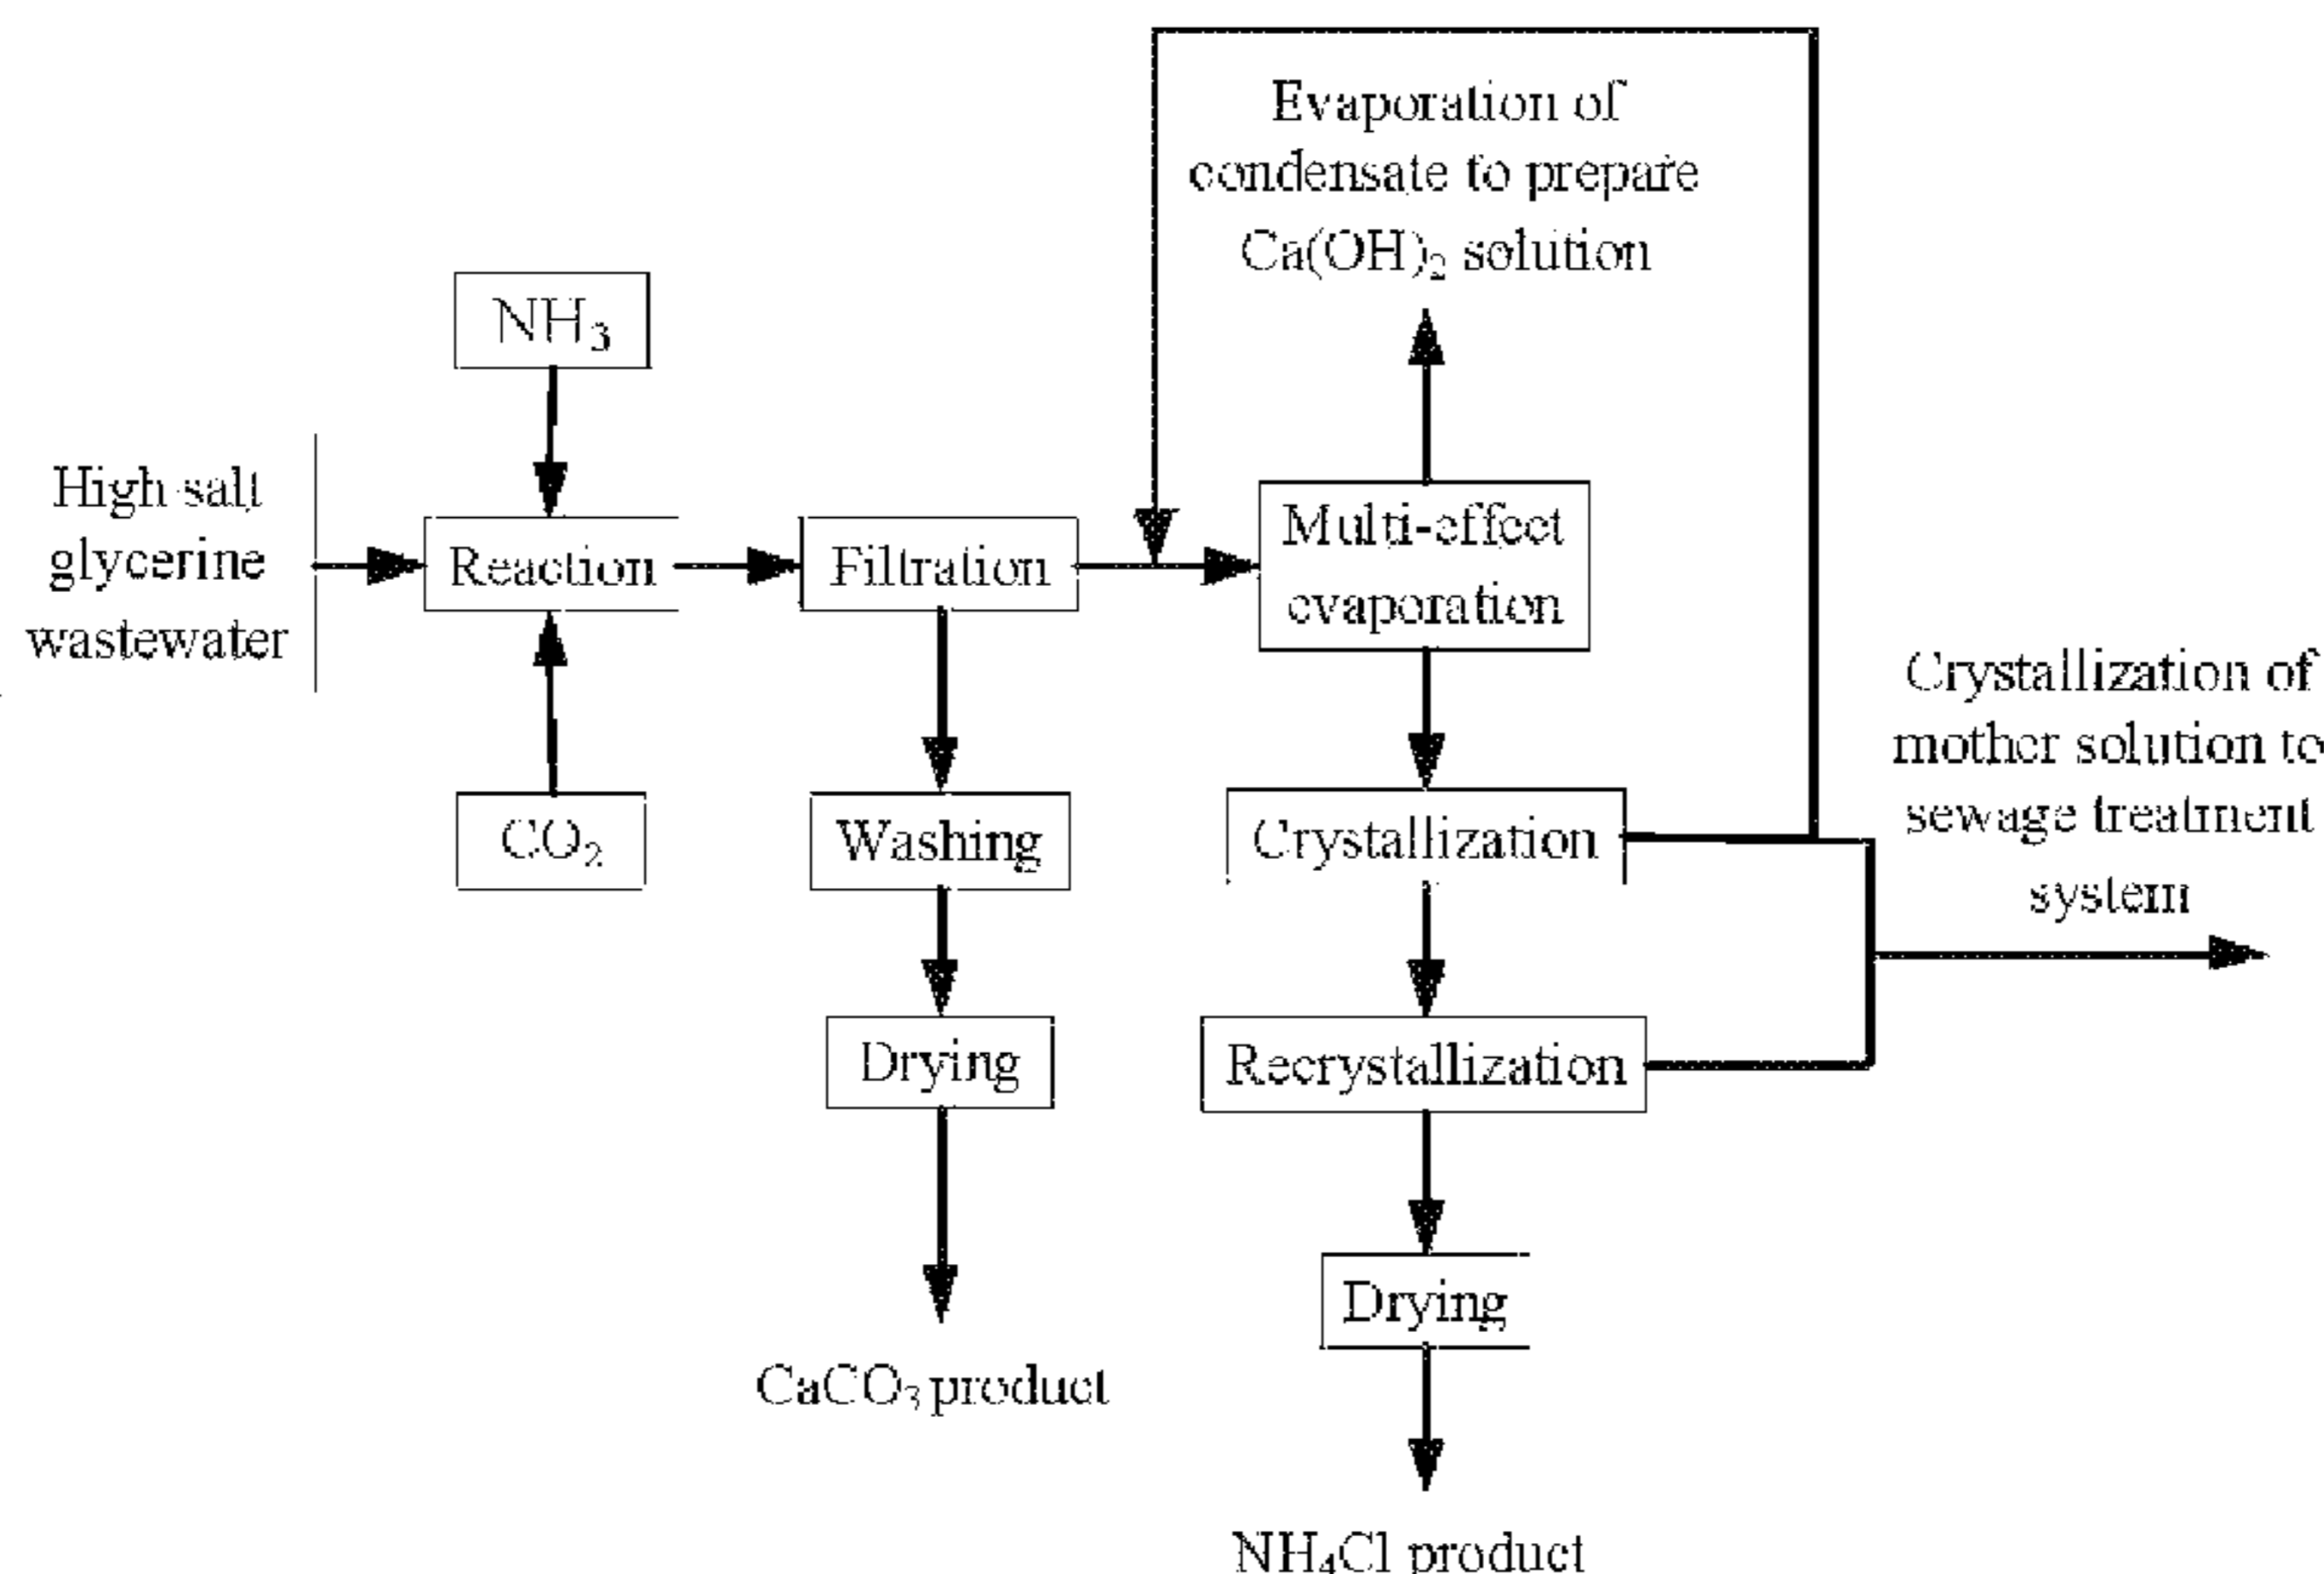 Evaporation of
condensate to prepare
Ca(OH)₂ solution
NH₃
High salt
glycerine
wastewater
Reaction
Filtration
Multi-effect
evaporation
CO₂
Washing
Crystallization
Crystallization of
mother solution to
sewage treatment
system
Drying
Recrystallization
Drying
CaCO₃ product
NH₄Cl product